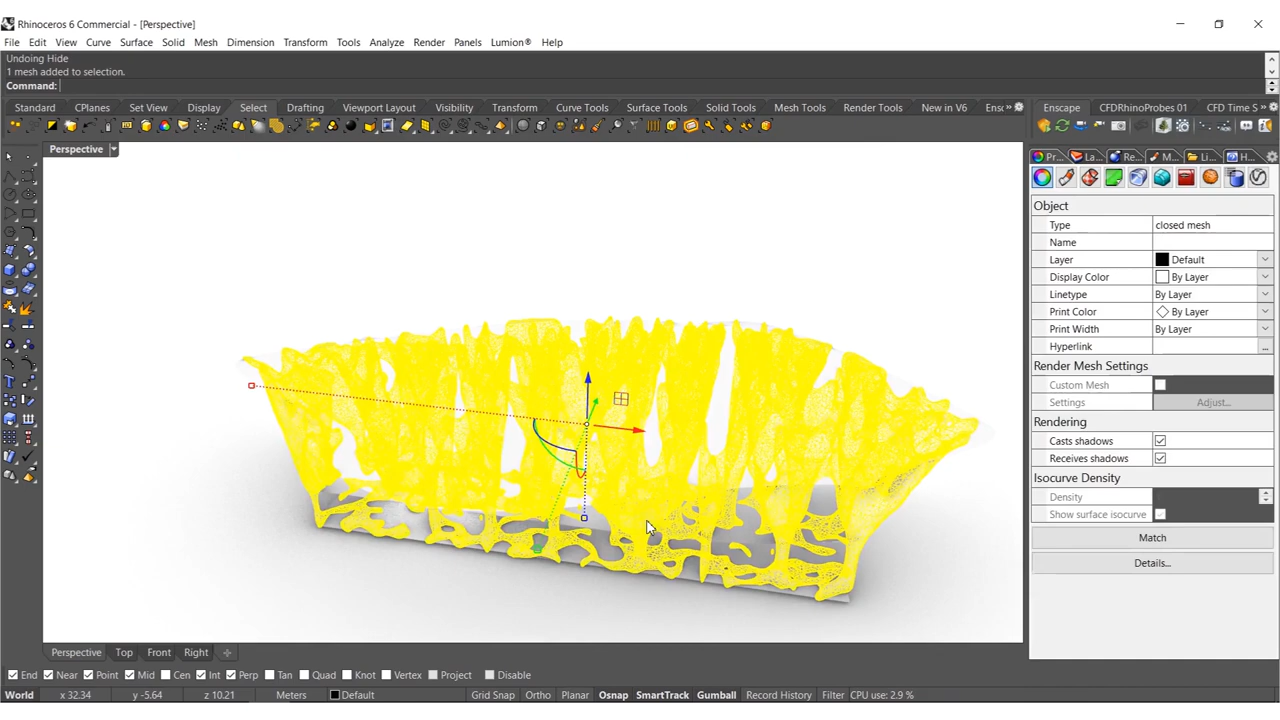 Rhinoceros 6 Commercial - [Perspective]
File Edit View Curve Surface Solid Mesh Dimension Transform Tools Analyze Render Panels Lumion® Help
Undoing Hide
1 mesh added to selection.
Command:
Standard CPlanes Set View Display Select Drafting Viewport Layout Visibility Transform Curve Tools Surface Tools Solid Tools Mesh Tools Render Tools New in V6 Ens Enscape CFDRhinoProbes 01 CFD Time S
Perspective
Pr... La... Re... M... Li... H...
Object
Type closed mesh
Name
Layer Default
Display Color By Layer
Linetype By Layer
Print Color By Layer
Print Width By Layer
Hyperlink ...
Render Mesh Settings
Custom Mesh
Settings Adjust...
Rendering
Casts shadows
Receives shadows
Isocurve Density
Density
Show surface isocurve
Match
Details...
Perspective Top Front Right
End Near Point Mid Cen Int Perp Tan Quad Knot Vertex Project Disable
World x 32.34 y -5.64 z 10.21 Meters Default Grid Snap Ortho Planar Osnap SmartTrack Gumball Record History Filter CPU use: 2.9 %